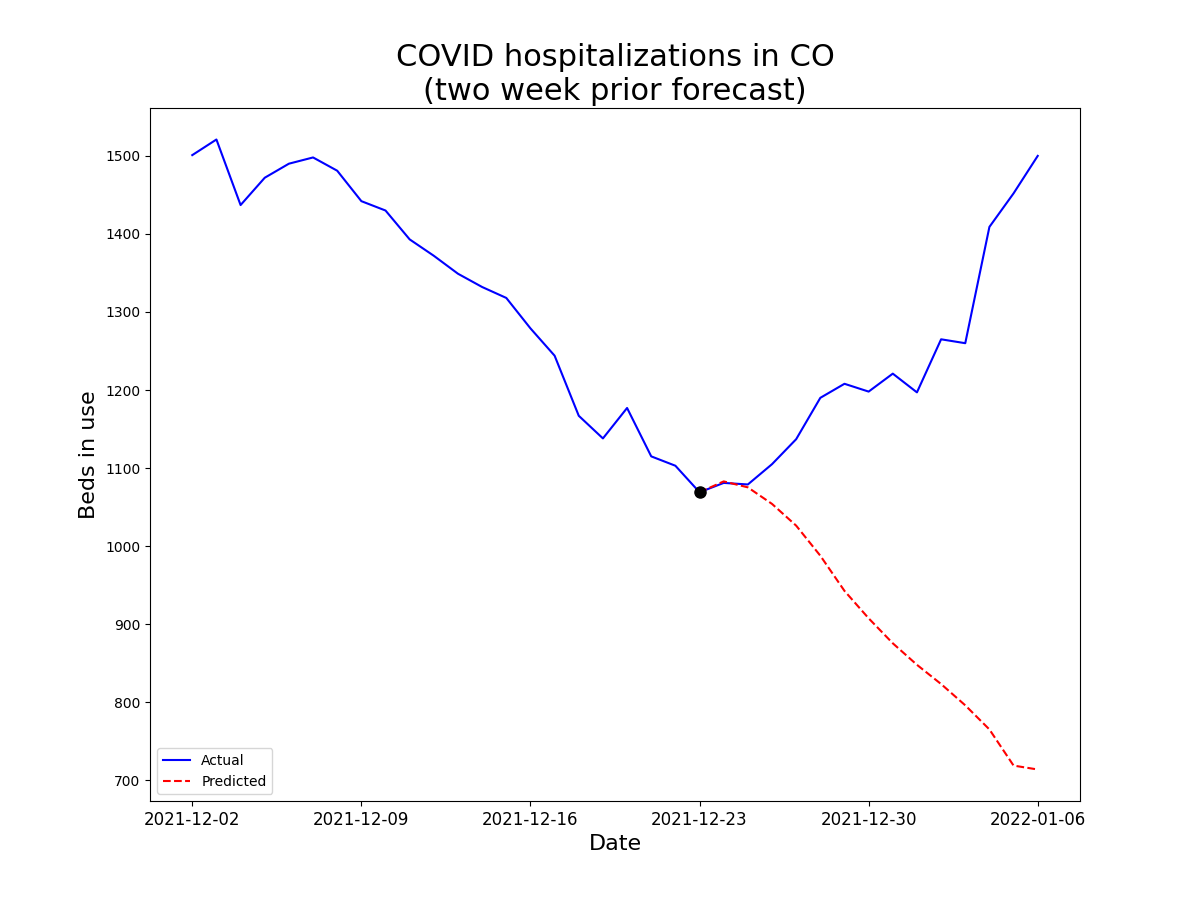 COVID hospitalizations in CO
(two week prior forecast)
Beds in use
1500
1400
1300
1200
1100
1000
900
800
700
Actual
Predicted
2021-12-02
2021-12-09
2021-12-16
2021-12-23
2021-12-30
2022-01-06
Date